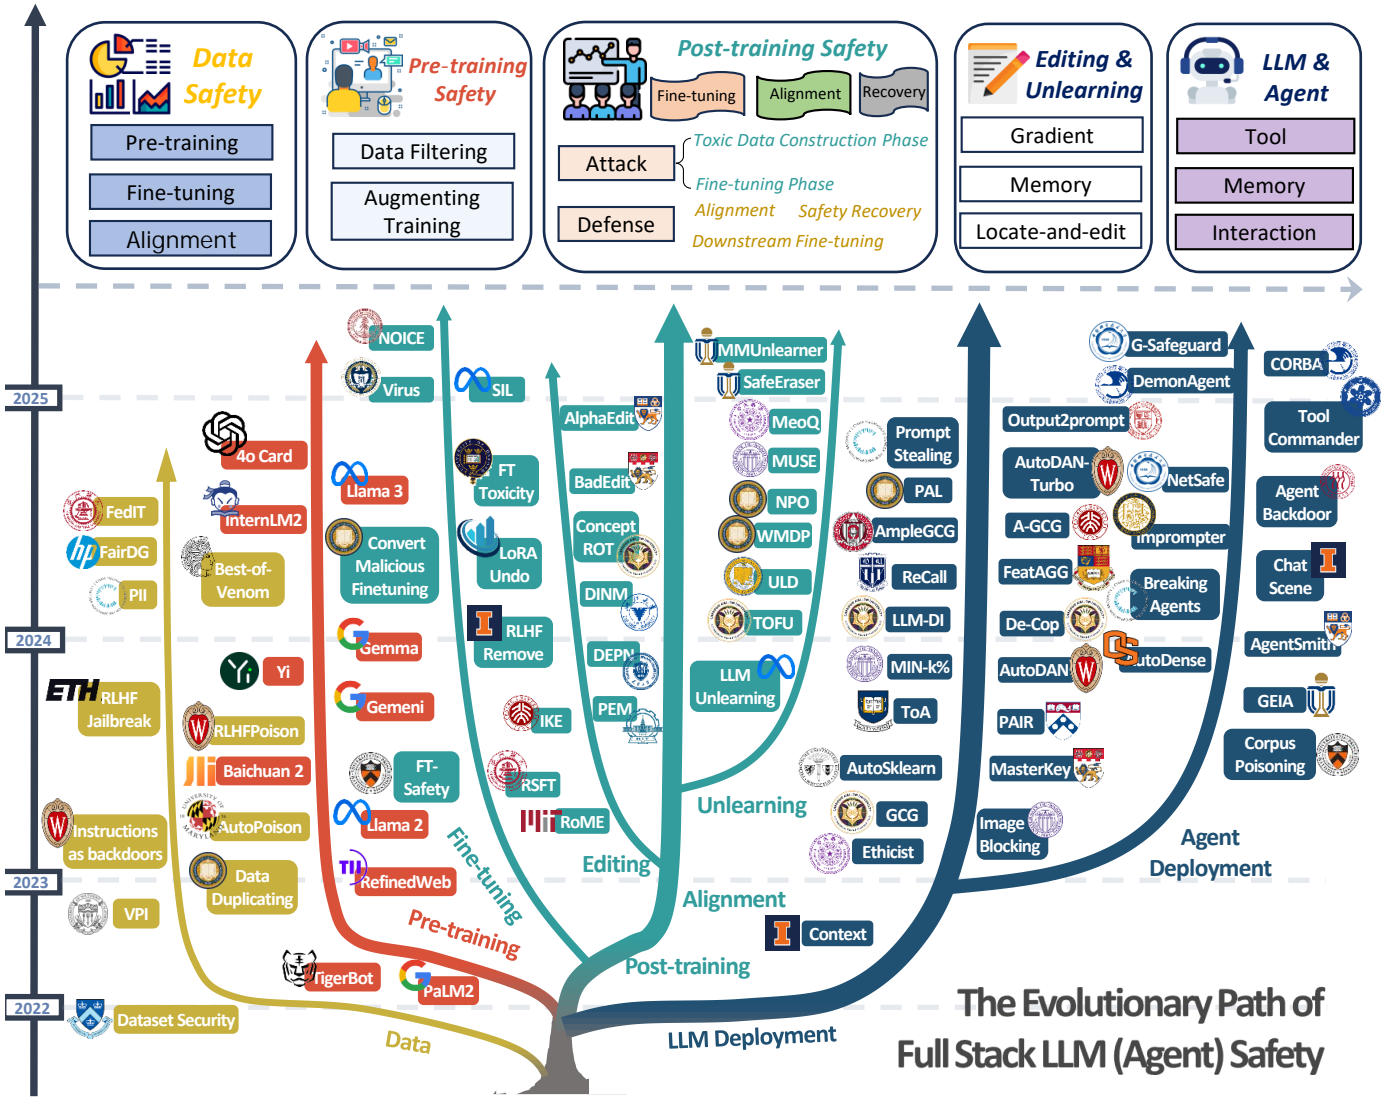 Data
Safety
Pre-training
Fine-tuning
Alignment
Pre-training
Safety
Data Filtering
Augmenting
Training
Post-training Safety
Fine-tuning
Alignment
Recovery
Attack
Toxic Data Construction Phase
Fine-tuning Phase
Defense
Alignment Safety Recovery
Downstream Fine-tuning
Editing &
Unlearning
Gradient
Memory
Locate-and-edit
LLM &
Agent
Tool
Memory
Interaction
2025
2024
2023
2022
FedIT
hp
FairDG
PII
ETH
RLHF
Jailbreak
Instructions
as backdoors
VPI
Dataset Security
Best-of-
Venom
RLHFPoison
AutoPoison
Data
Duplicating
Data
4o Card
InternLM2
Yi
Baichuan 2
TigerBot
Llama 3
Gemma
Gemeni
Llama 2
TII
RefinedWeb
PaLM2
Pre-training
NOICE
Virus
Convert
Malicious
Finetuning
FT-
Safety
SIL
FT
Toxicity
LoRA
Undo
RLHF
Remove
IKE
RSFT
MIT
RoME
Fine-tuning
AlphaEdit
BadEdit
Concept
ROT
DINM
DEPN
PEM
Editing
MMUnlearner
SafeEraser
MeoQ
MUSE
NPO
WMDP
ULD
TOFU
LLM
Unlearning
Unlearning
Alignment
Post-training
Prompt
Stealing
PAL
AmpleGCG
ReCall
LLM-DI
MIN-k%
ToA
AutoSklearn
GCG
Ethicist
Context
LLM Deployment
G-Safeguard
DemonAgent
Output2prompt
AutoDAN-
Turbo
NetSafe
A-GCG
Imprompter
FeatAGG
Breaking
Agents
De-Cop
AutoDAN
AutoDense
PAIR
MasterKey
Image
Blocking
Agent
Deployment
CORBA
Tool
Commander
Agent
Backdoor
Chat
Scene
AgentSmith
GEIA
Corpus
Poisoning
The Evolutionary Path of
Full Stack LLM (Agent) Safety